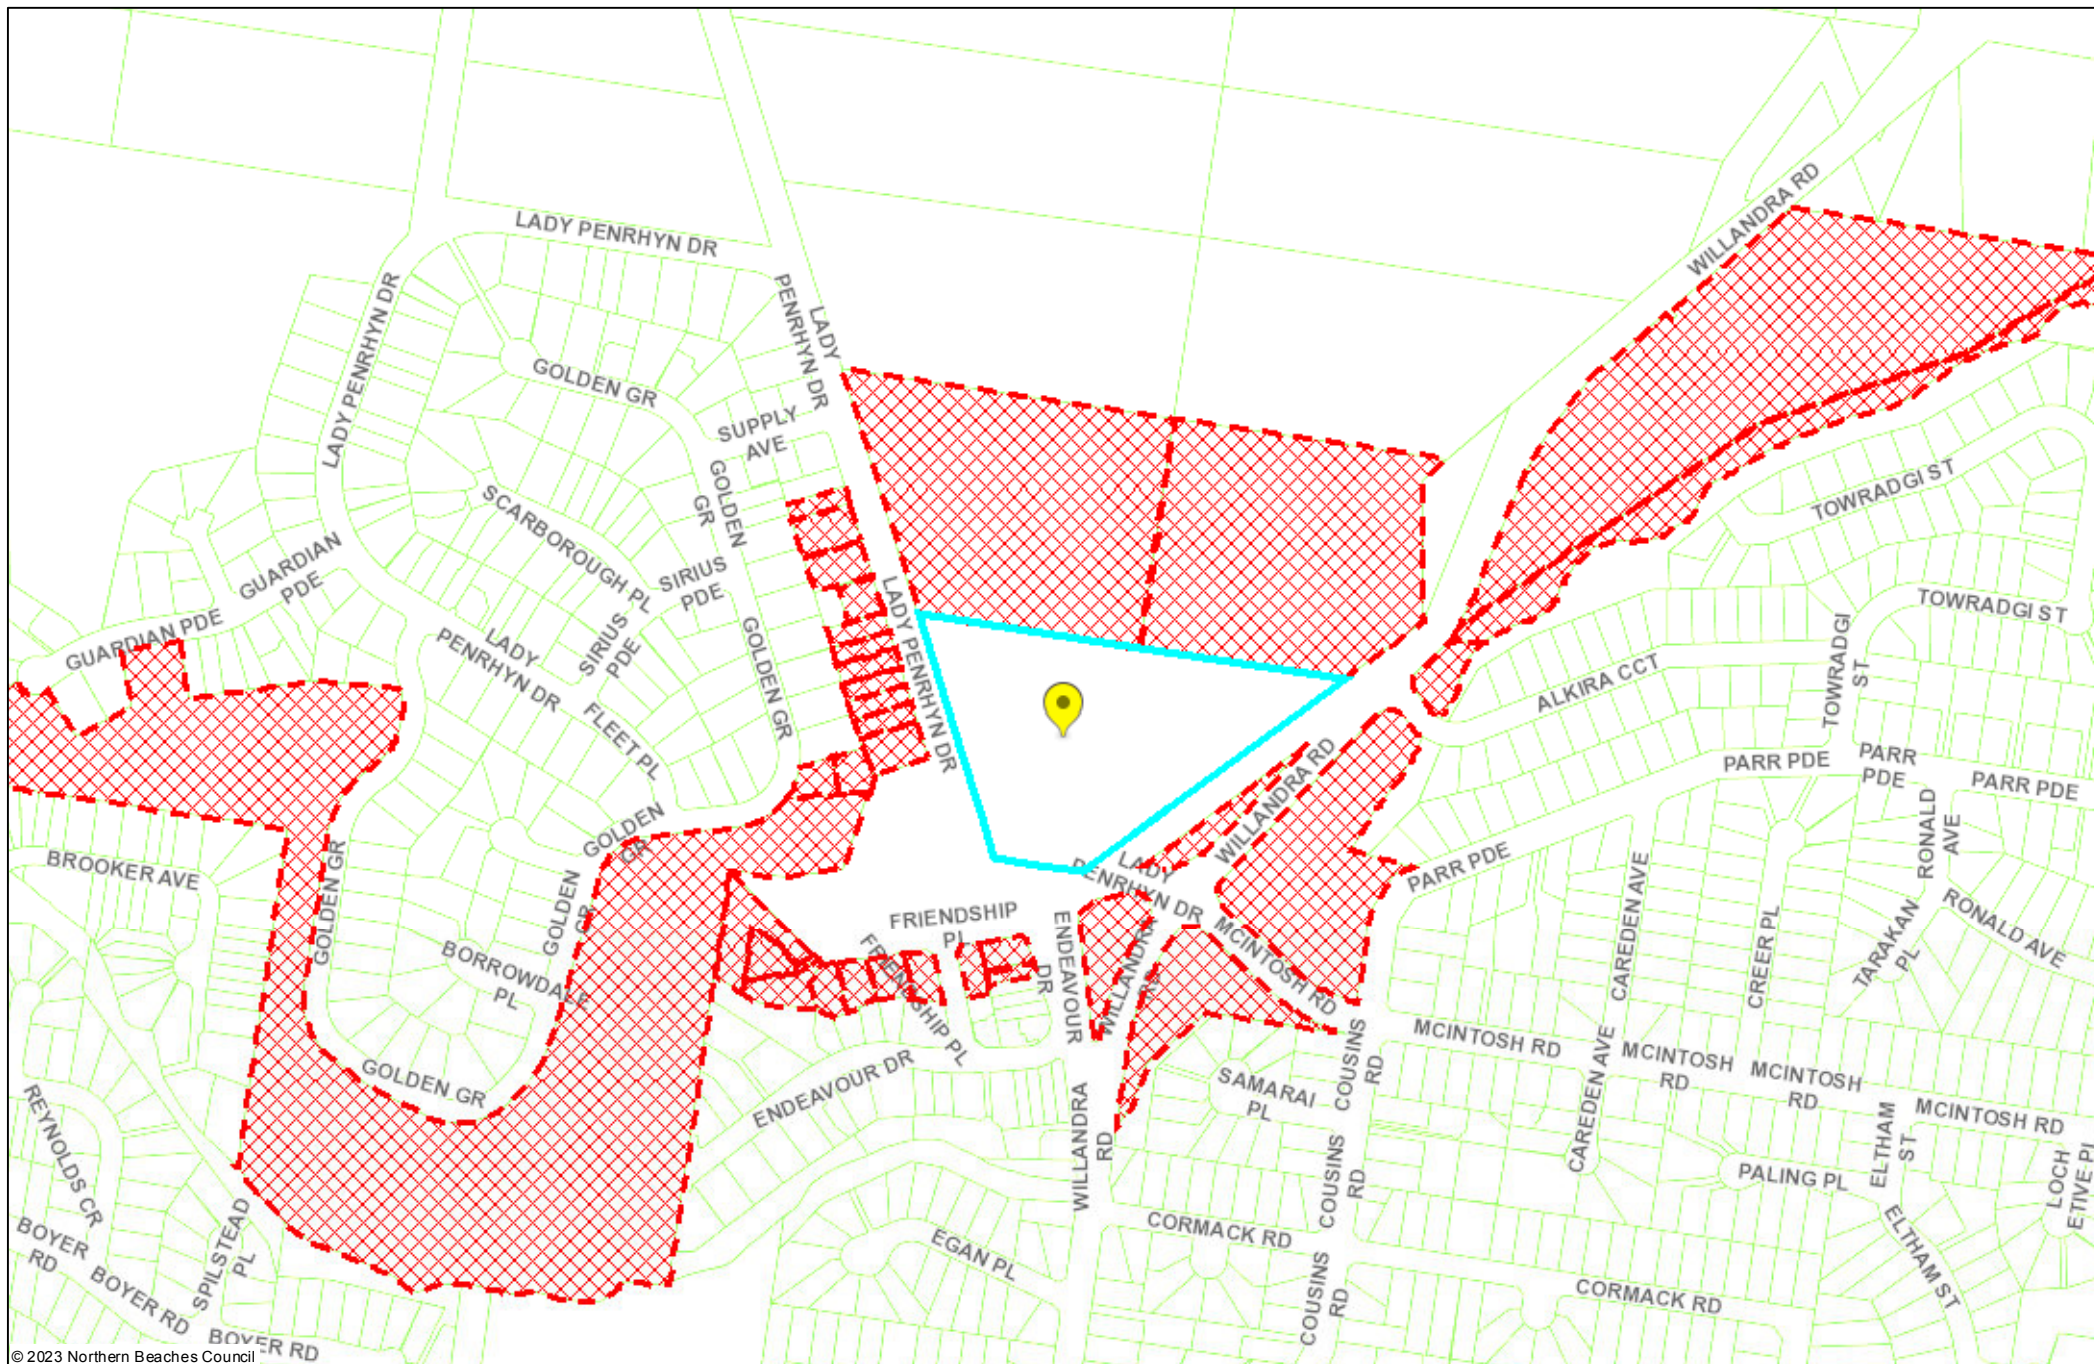 WILLANDRA RD
LADY PENRHYN DR
LADY PENRHYN DR
LADY
PENRHYN DR
GOLDEN GR
SUPPLY
AVE
GOLDEN
GR
SCARBOROUGH PL
TOWRADGI ST
GUARDIAN
PDE
SIRIUS
PDE
TOWRADGI ST
GUARDIAN PDE
LADY
PENRHYN DR
SIRIUS
PDE
GOLDEN GR
LADY PENRHYN DR
TOWRADGI
ST
ALKIRA CCT
FLEET PL
WILLANDRA RD
PARR PDE
PARR
PDE
PARR PDE
GOLDEN
GR
BROOKER AVE
GOLDEN GR
LADY
PENRHYN DR
PARR PDE
RONALD
AVE
CAREDEN AVE
GOLDEN
GR
FRIENDSHIP
PL
FRIENDSHIP PL
ENDEAVOUR
DR
WILLANDRA
RD
MCINTOSH RD
CREER PL
TARAKAN
PL
RONALD AVE
BORROWDALE
PL
GOLDEN GR
ENDEAVOUR DR
SAMARAI
PL
COUSINS
RD
MCINTOSH RD
CAREDEN AVE
MCINTOSH
RD
MCINTOSH
RD
MCINTOSH RD
ELTHAM
ST
REYNOLDS CR
WILLANDRA
RD
COUSINS
RD
PALING PL
LOCH
ETIVE PL
SPILSTEAD
PL
BOYER
RD
BOYER RD
BOYER RD
EGAN PL
CORMACK RD
COUSINS
RD
CORMACK RD
ELTHAM ST
© 2023 Northern Beaches Council